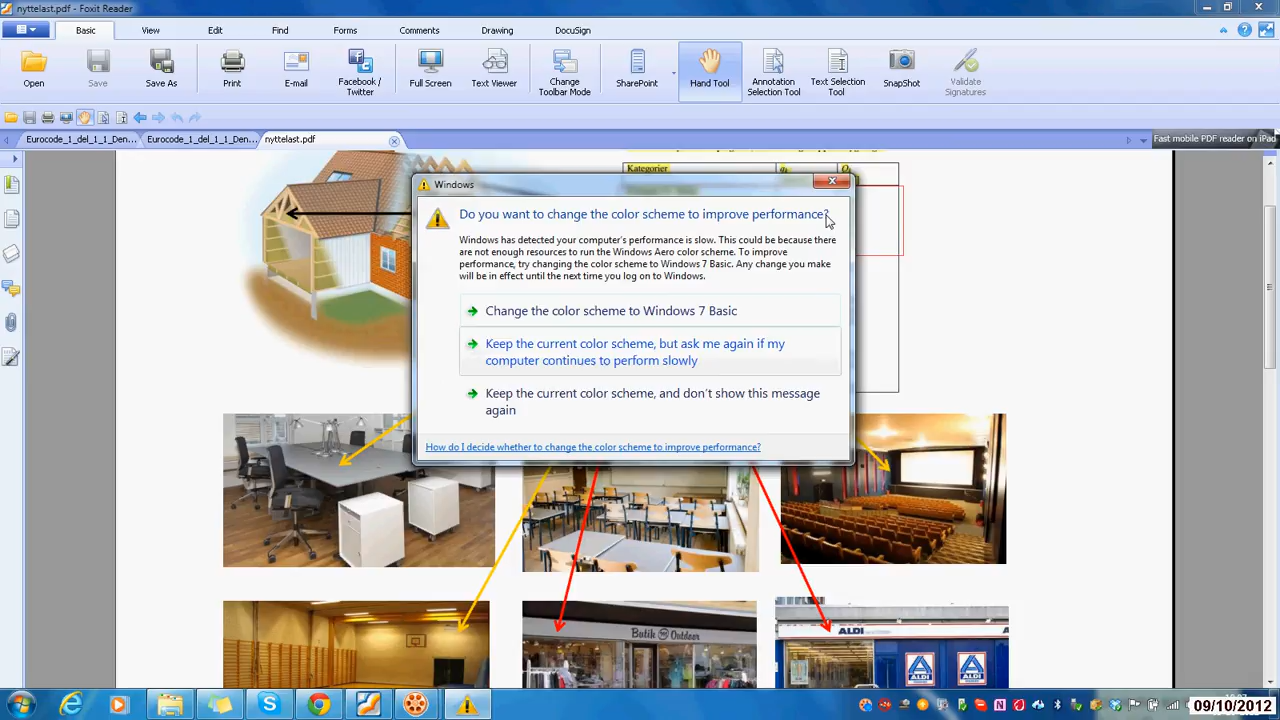 nyttelast.pdf - Foxit Reader
Basic View Edit Find Forms Comments Drawing DocuSign
Open Save Save As Print E-mail Facebook / Twitter Full Screen Text Viewer Change Toolbar Mode SharePoint Hand Tool Annotation Selection Tool Text Selection Tool SnapShot Validate Signatures
Eurocode_1_del_1_1_Den... Eurocode_1_del_1_1_Den... nyttelast.pdf Fast mobile PDF reader on iPad
Kategorier
Windows
Do you want to change the color scheme to improve performance?
Windows has detected your computer's performance is slow. This could be because there
are not enough resources to run the Windows Aero color scheme. To improve
performance, try changing the color scheme to Windows 7 Basic. Any change you make
will be in effect until the next time you log on to Windows.
Change the color scheme to Windows 7 Basic
Keep the current color scheme, but ask me again if my
computer continues to perform slowly
Keep the current color scheme, and don't show this message
again
How do I decide whether to change the color scheme to improve performance?
Butik Outdoor
ALDI
ALDI ALDI
09/10/2012